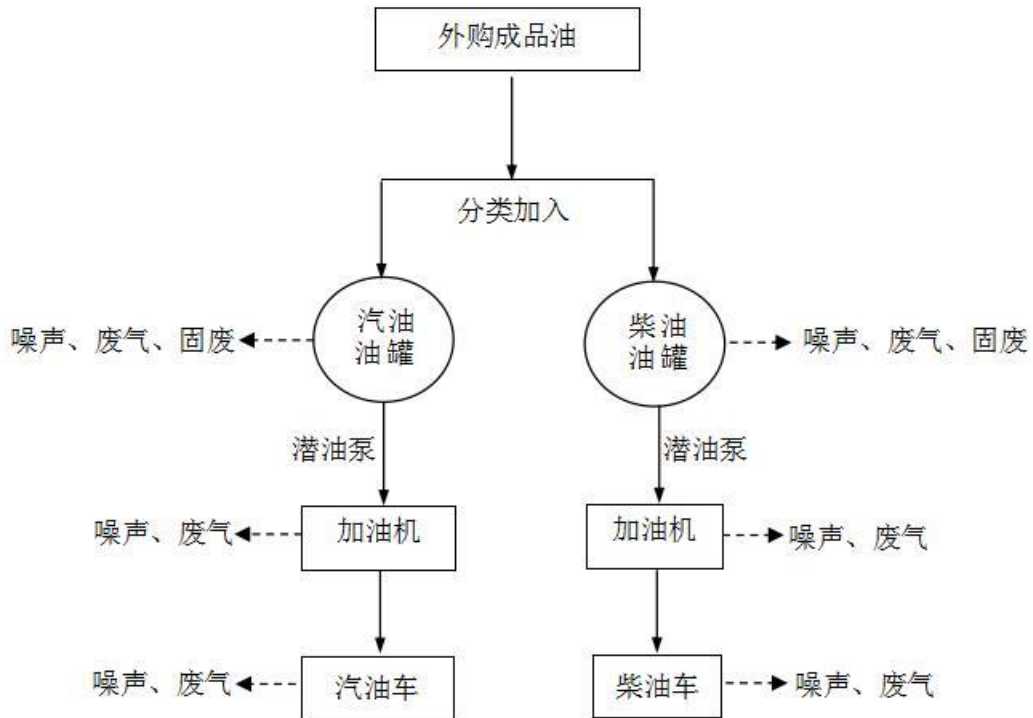 外购成品油
分类加入
噪声、废气、固废
汽油
油罐
柴油
油罐
噪声、废气、固废
潜油泵
潜油泵
噪声、废气
加油机
加油机
噪声、废气
噪声、废气
汽油车
柴油车
噪声、废气